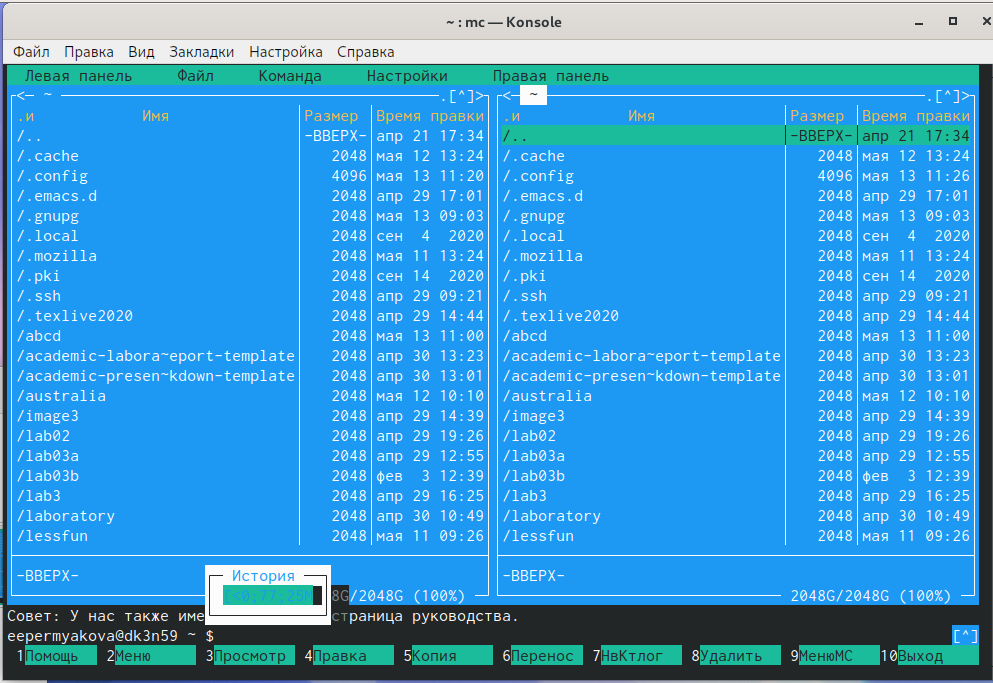 ~ : mc — Konsole
Файл Правка Вид Закладки Настройка Справка
Левая панель Файл Команда Настройки Правая панель
<- ~ .[^]> <- ~ .[^]>
.и Имя Размер Время правки .и Имя Размер Время правки
/.. -ВВЕРХ- апр 21 17:34 /.. -ВВЕРХ- апр 21 17:34
/.cache 2048 мая 12 13:24 /.cache 2048 мая 12 13:24
/.config 4096 мая 13 11:20 /.config 4096 мая 13 11:26
/.emacs.d 2048 апр 29 17:01 /.emacs.d 2048 апр 29 17:01
/.gnupg 2048 мая 13 09:03 /.gnupg 2048 мая 13 09:03
/.local 2048 сен 4 2020 /.local 2048 сен 4 2020
/.mozilla 2048 мая 11 13:24 /.mozilla 2048 мая 11 13:24
/.pki 2048 сен 14 2020 /.pki 2048 сен 14 2020
/.ssh 2048 апр 29 09:21 /.ssh 2048 апр 29 09:21
/.texlive2020 2048 апр 29 14:44 /.texlive2020 2048 апр 29 14:44
/abcd 2048 мая 13 11:00 /abcd 2048 мая 13 11:00
/academic-labora~eport-template 2048 апр 30 13:23 /academic-labora~eport-template 2048 апр 30 13:23
/academic-presen~kdown-template 2048 апр 30 13:01 /academic-presen~kdown-template 2048 апр 30 13:01
/australia 2048 мая 12 10:10 /australia 2048 мая 12 10:10
/image3 2048 апр 29 14:39 /image3 2048 апр 29 14:39
/lab02 2048 апр 29 19:26 /lab02 2048 апр 29 19:26
/lab03a 2048 апр 29 12:55 /lab03a 2048 апр 29 12:55
/lab03b 2048 фев 3 12:39 /lab03b 2048 фев 3 12:39
/lab3 2048 апр 29 16:25 /lab3 2048 апр 29 16:25
/laboratory 2048 апр 30 10:49 /laboratory 2048 апр 30 10:49
/lessfun 2048 мая 11 09:26 /lessfun 2048 мая 11 09:26
-ВВЕРХ- -ВВЕРХ-
История
8G/2048G (100%) 2048G/2048G (100%)
Совет: У нас также име страница руководства.
eepermyakova@dk3n59 ~ $ [^]
1Помощь 2Меню 3Просмотр 4Правка 5Копия 6Перенос 7НвКтлог 8Удалить 9МенюMC 10Выход